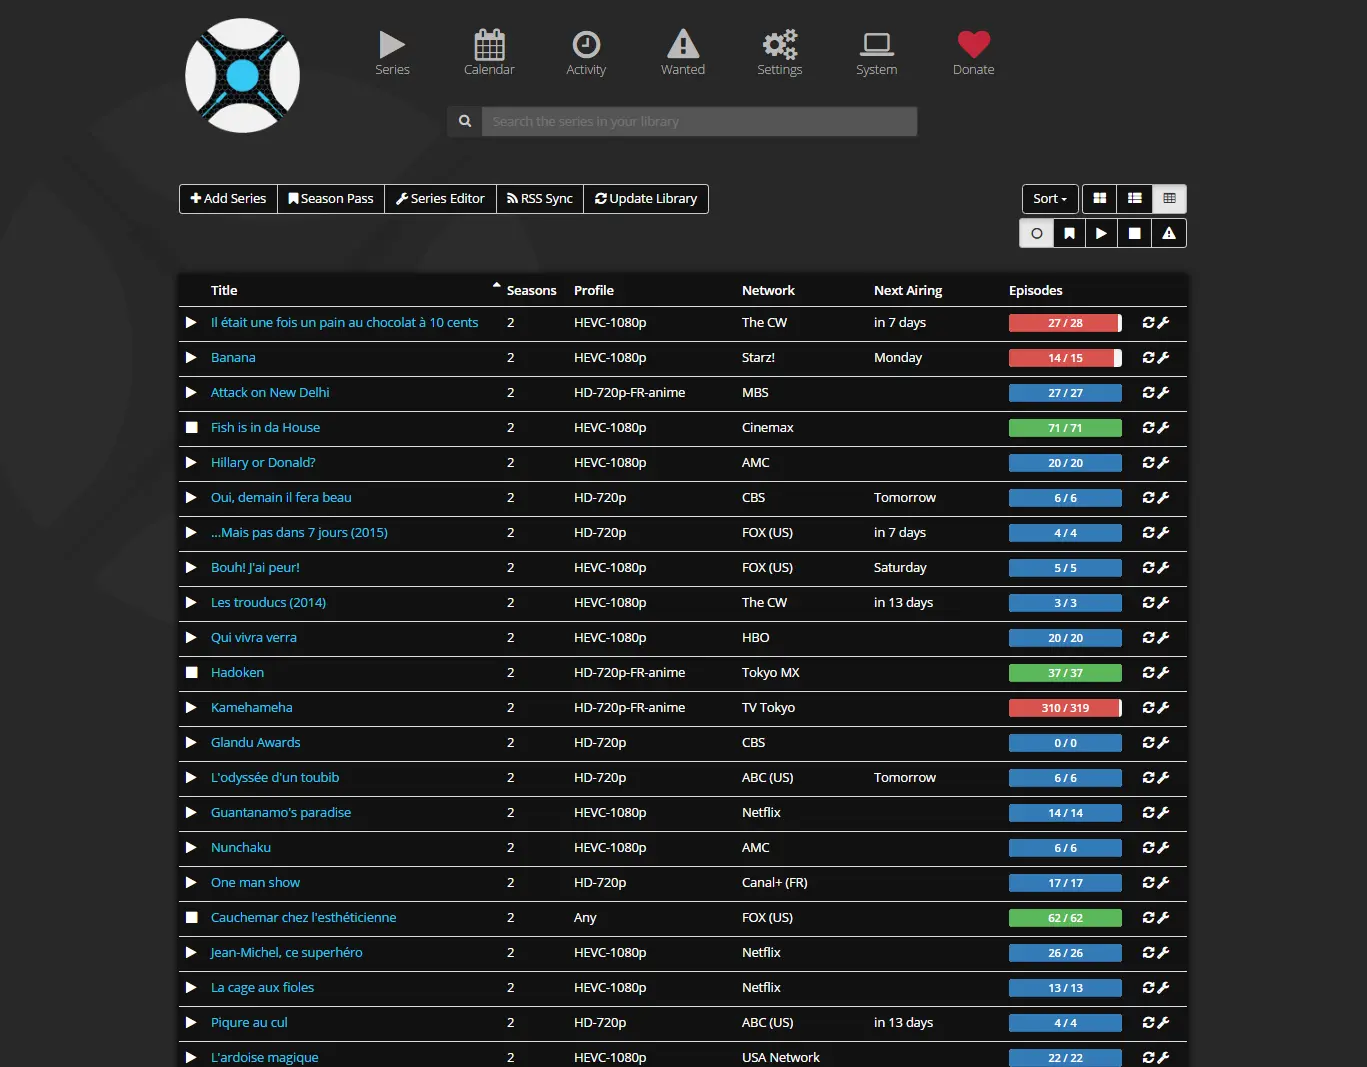 Series Calendar Activity Wanted Settings System Donate
Search the series in your library
Add Series Season Pass Series Editor RSS Sync Update Library Sort
Title Seasons Profile Network Next Airing Episodes
Il était une fois un pain au chocolat à 10 cents 2 HEVC-1080p The CW in 7 days 27 / 28
Banana 2 HEVC-1080p Starz! Monday 14 / 15
Attack on New Delhi 2 HD-720p-FR-anime MBS 27 / 27
Fish is in da House 2 HEVC-1080p Cinemax 71 / 71
Hillary or Donald? 2 HEVC-1080p AMC 20 / 20
Oui, demain il fera beau 2 HD-720p CBS Tomorrow 6 / 6
...Mais pas dans 7 jours (2015) 2 HD-720p FOX (US) in 7 days 4 / 4
Bouh! J'ai peur! 2 HEVC-1080p FOX (US) Saturday 5 / 5
Les trouducs (2014) 2 HEVC-1080p The CW in 13 days 3 / 3
Qui vivra verra 2 HEVC-1080p HBO 20 / 20
Hadoken 2 HD-720p-FR-anime Tokyo MX 37 / 37
Kamehameha 2 HD-720p-FR-anime TV Tokyo 310 / 319
Glandu Awards 2 HD-720p CBS 0 / 0
L'odyssée d'un toubib 2 HD-720p ABC (US) Tomorrow 6 / 6
Guantanamo's paradise 2 HEVC-1080p Netflix 14 / 14
Nunchaku 2 HEVC-1080p AMC 6 / 6
One man show 2 HD-720p Canal+ (FR) 17 / 17
Cauchemar chez l'esthéticienne 2 Any FOX (US) 62 / 62
Jean-Michel, ce superhéro 2 HEVC-1080p Netflix 26 / 26
La cage aux fioles 2 HEVC-1080p Netflix 13 / 13
Piqure au cul 2 HD-720p ABC (US) in 13 days 4 / 4
L'ardoise magique 2 HEVC-1080p USA Network 22 / 22